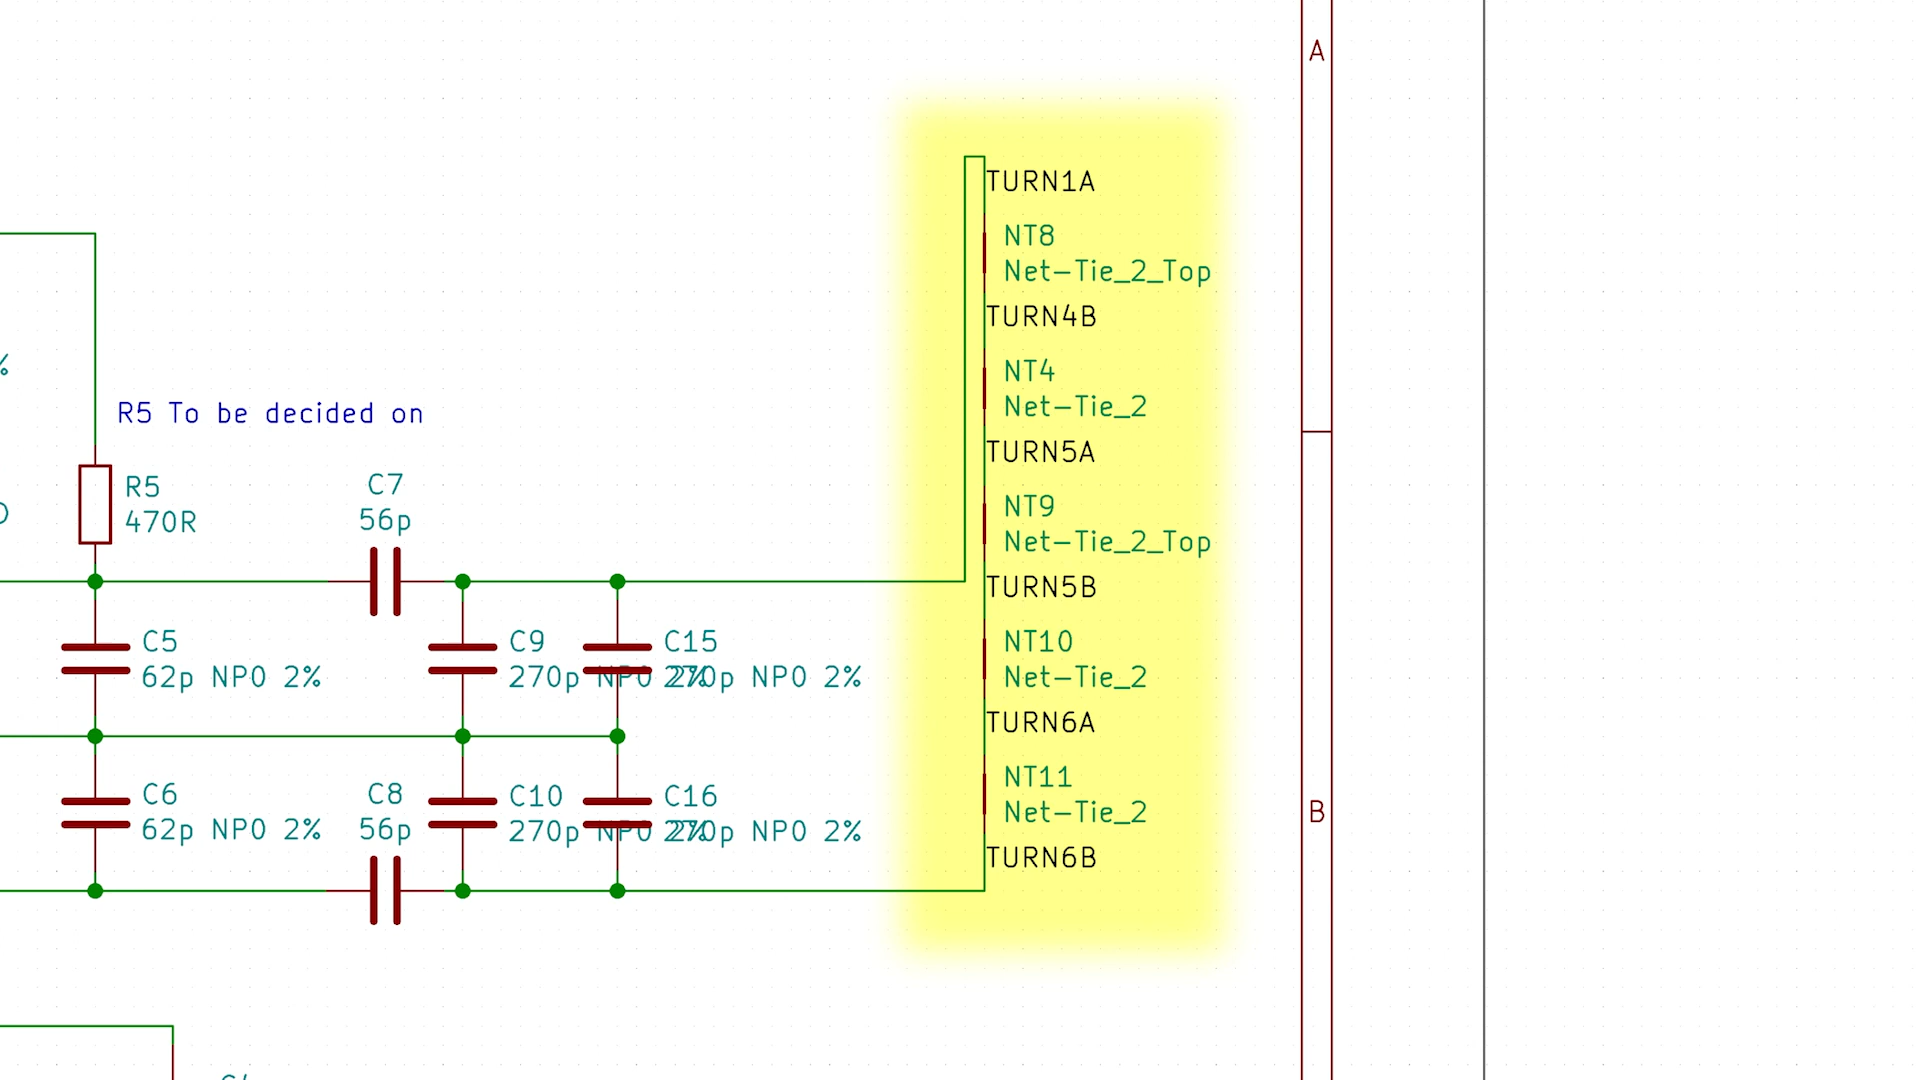 A
TURN1A
NT8
Net-Tie_2_Top
TURN4B
%
NT4
Net-Tie_2
R5 To be decided on
TURN5A
R5
470R
C7
56p
NT9
Net-Tie_2_Top
TURN5B
C5
62p NP0 2%
C9
270p NP0 2%
C15
270p NP0 2%
NT10
Net-Tie_2
TURN6A
C6
62p NP0 2%
C8
56p
C10
270p NP0 2%
C16
270p NP0 2%
NT11
Net-Tie_2
B
TURN6B